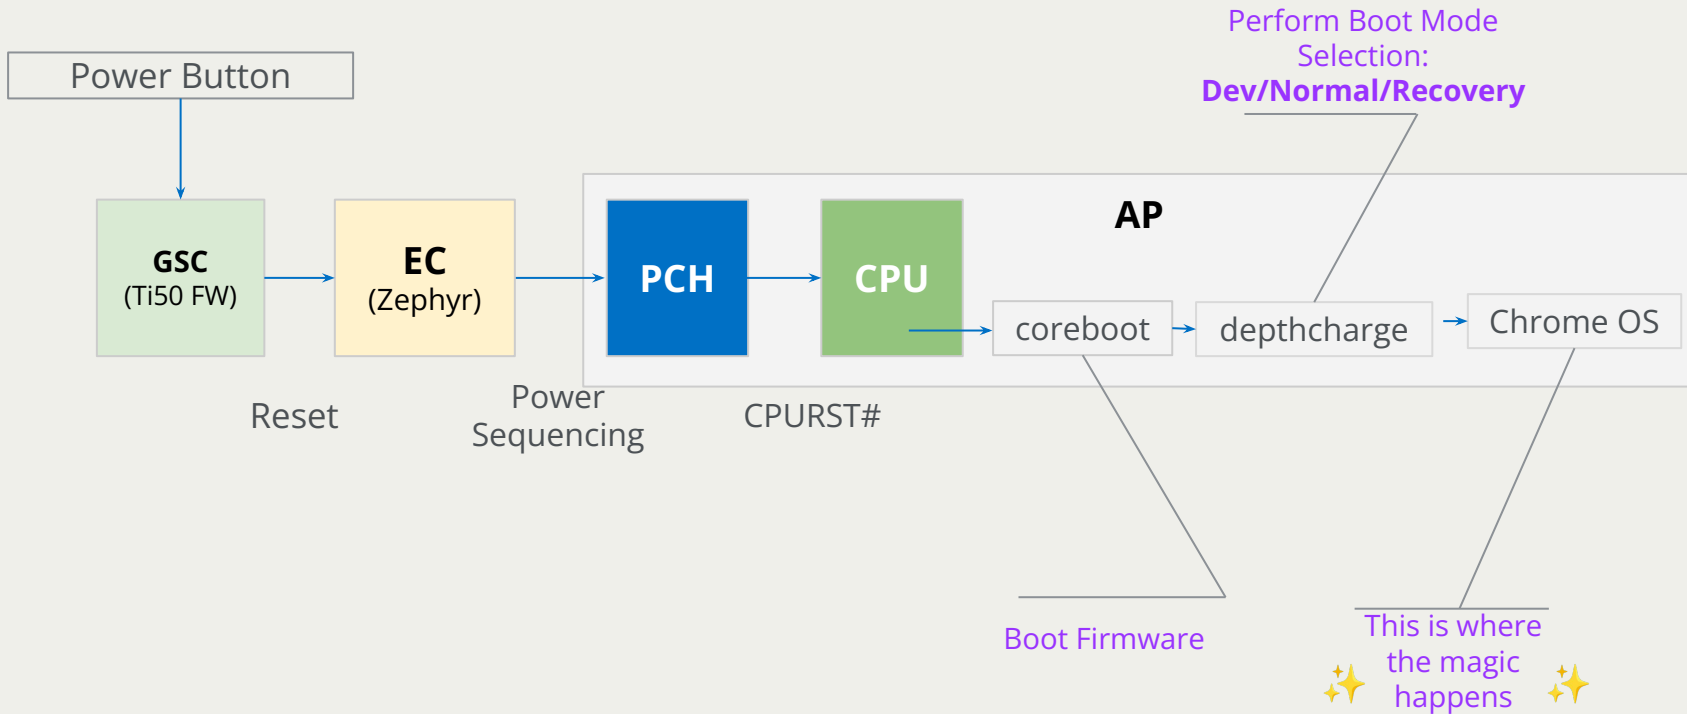 Perform Boot Mode
Selection:
Dev/Normal/Recovery
Power Button
AP
GSC
(Ti50 FW)
EC
(Zephyr)
PCH
CPU
coreboot
depthcharge
Chrome OS
Reset
Power
Sequencing
CPURST#
Boot Firmware
This is where
the magic
happens